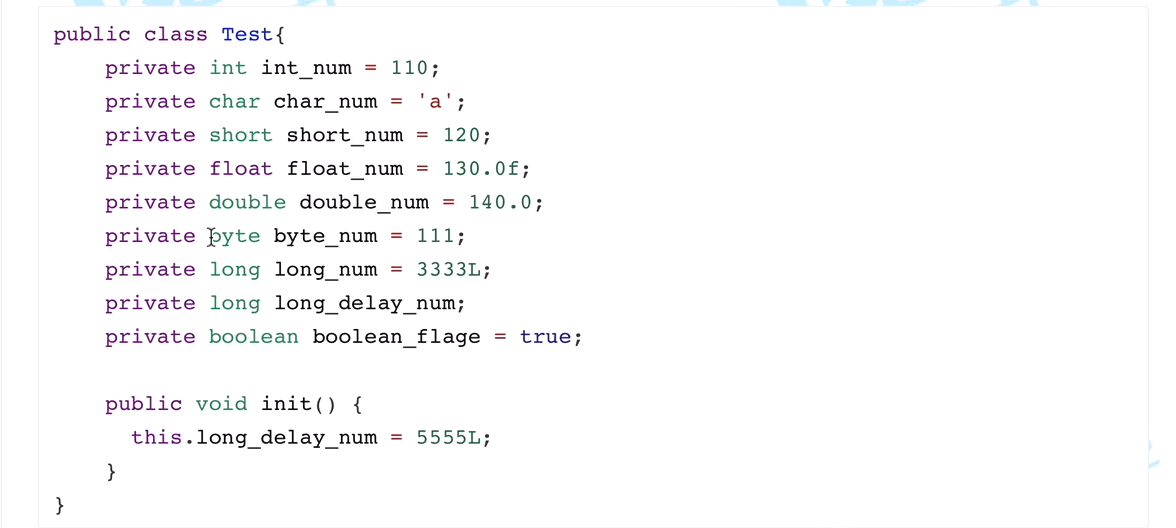 public class Test{
    private int int_num = 110;
    private char char_num = 'a';
    private short short_num = 120;
    private float float_num = 130.0f;
    private double double_num = 140.0;
    private byte byte_num = 111;
    private long long_num = 3333L;
    private long long_delay_num;
    private boolean boolean_flage = true;

    public void init() {
      this.long_delay_num = 5555L;
    }
}